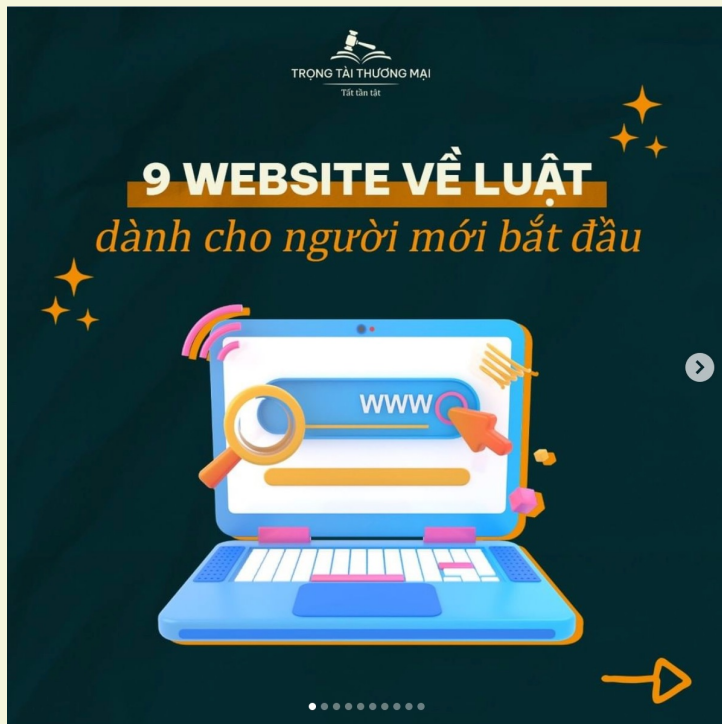 TRỌNG TÀI THƯƠNG MẠI
Tất tần tật
9 WEBSITE VỀ LUẬT
dành cho người mới bắt đầu
WWW